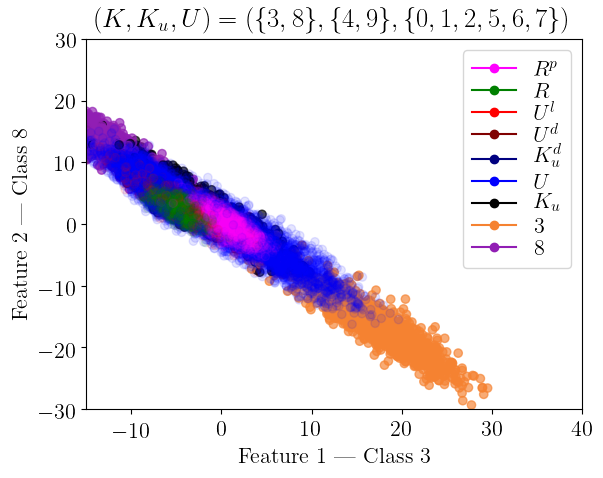 (K, K_u, U) = ({3, 8}, {4, 9}, {0, 1, 2, 5, 6, 7})
30
20
10
0
−10
−20
−30
−10
0
10
20
30
40
Feature 2 — Class 8
Feature 1 — Class 3
R^p
R
U^l
U^d
K_u^d
U
K_u
3
8